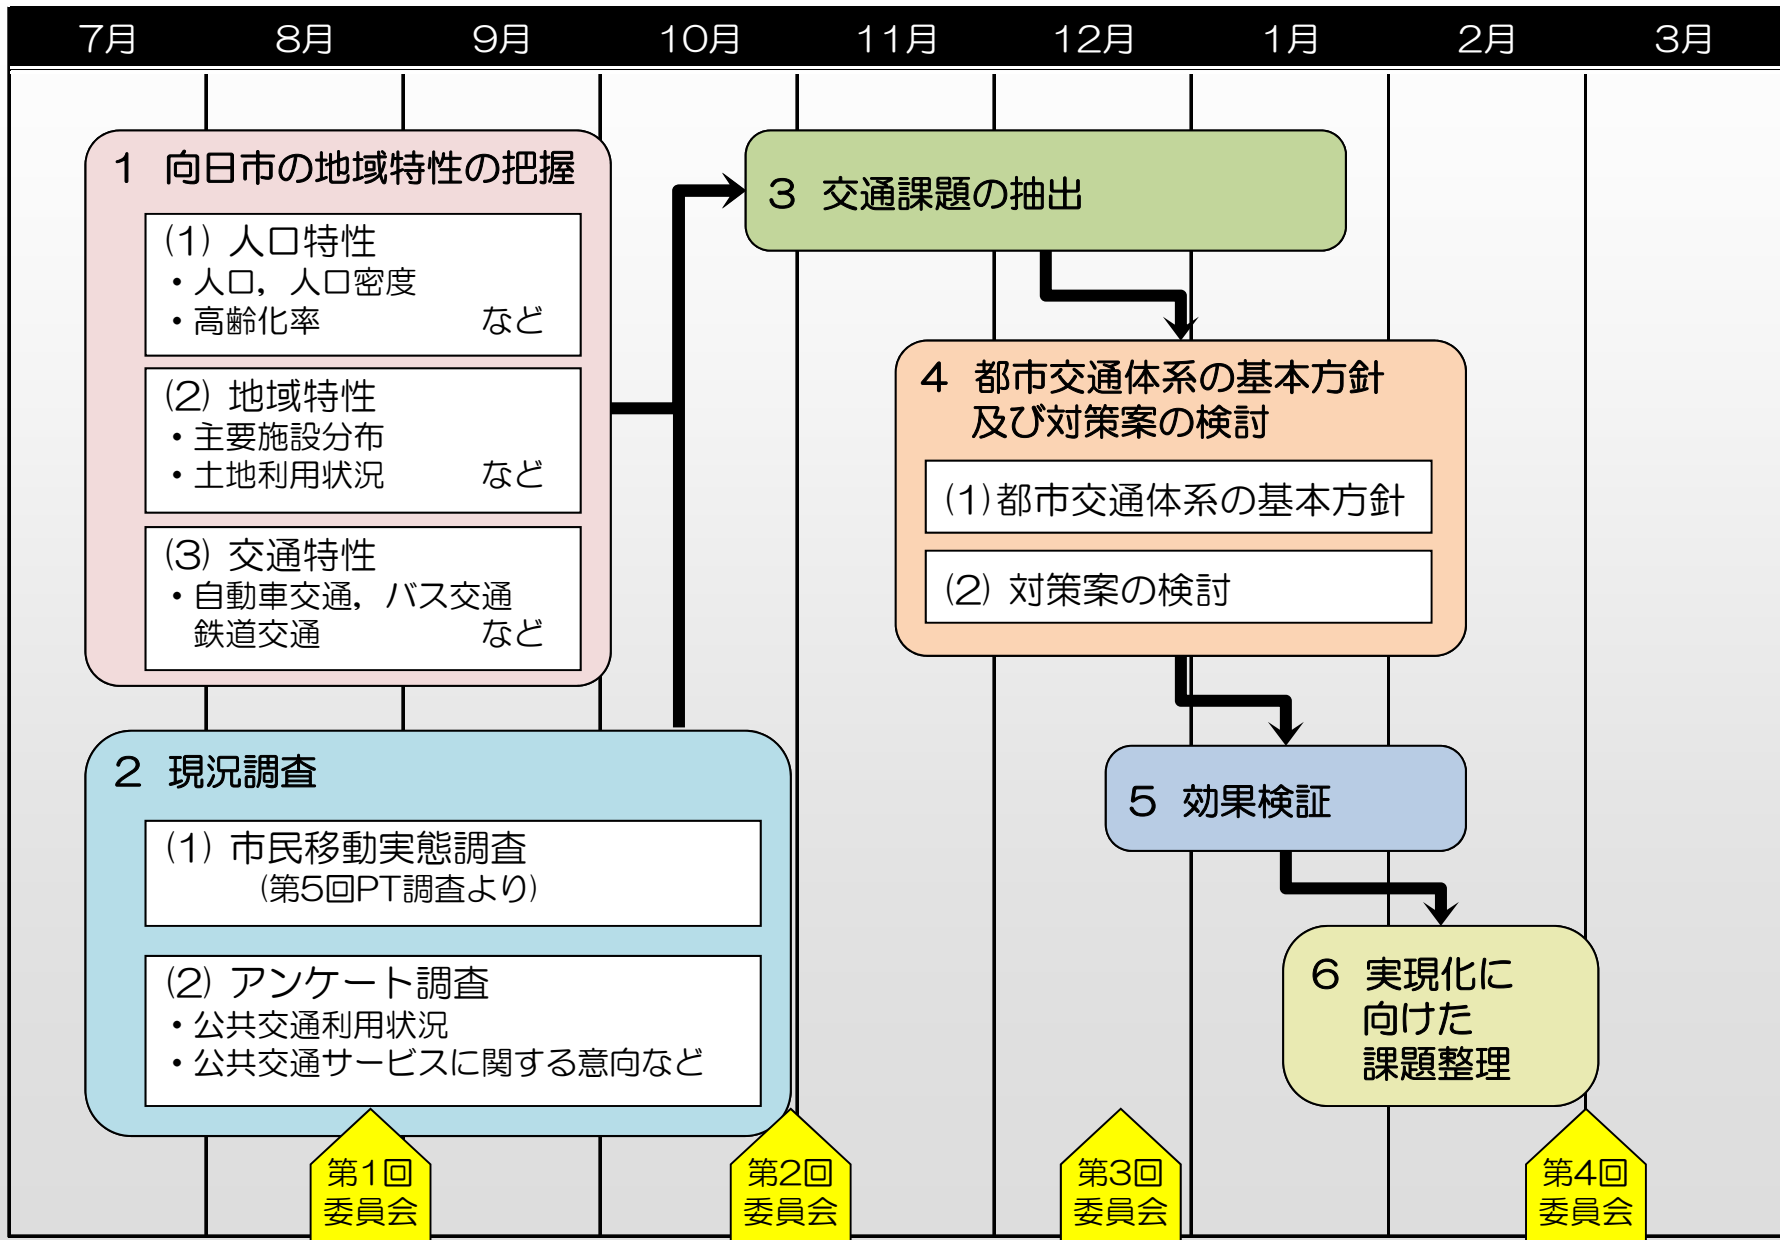 7月 8月 9月 10月 11月 12月 1月 2月 3月
1 向日市の地域特性の把握
(1) 人口特性
・人口，人口密度
・高齢化率 など
(2) 地域特性
・主要施設分布
・土地利用状況 など
(3) 交通特性
・自動車交通，バス交通
鉄道交通 など
2 現況調査
(1) 市民移動実態調査
(第5回PT調査より)
(2) アンケート調査
・公共交通利用状況
・公共交通サービスに関する意向など
3 交通課題の抽出
4 都市交通体系の基本方針
及び対策案の検討
(1)都市交通体系の基本方針
(2) 対策案の検討
5 効果検証
6 実現化に
向けた
課題整理
第1回
委員会
第2回
委員会
第3回
委員会
第4回
委員会